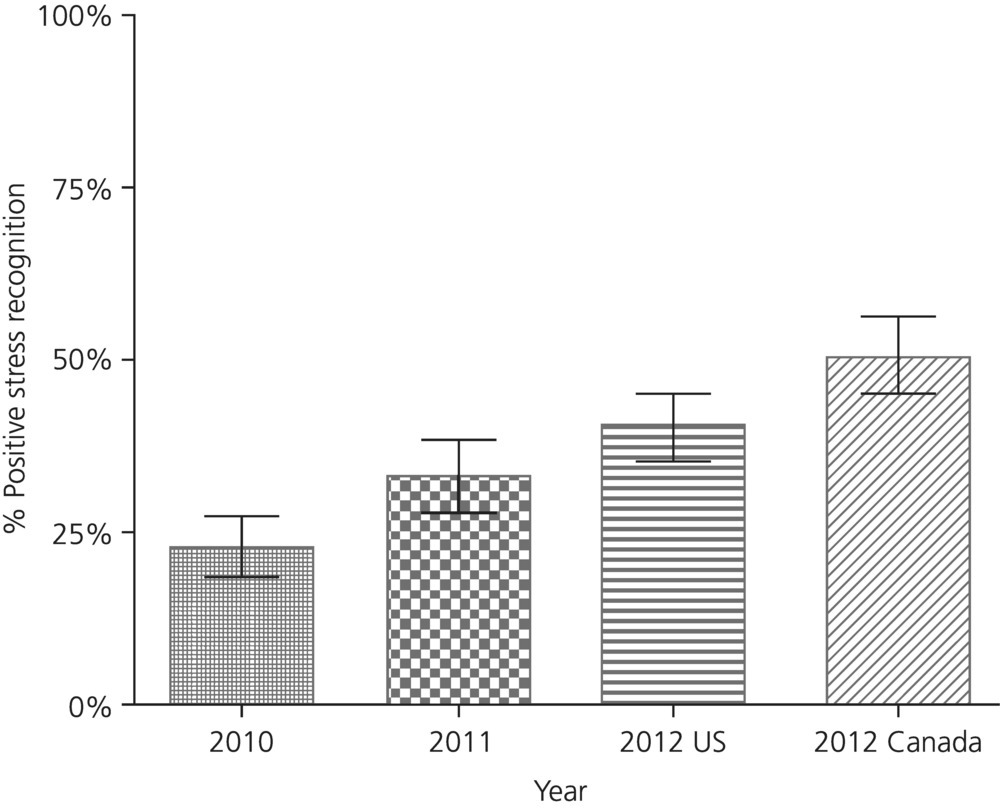 100%
75%
50%
25%
0%
% Positive stress recognition
2010
2011
2012 US
2012 Canada
Year